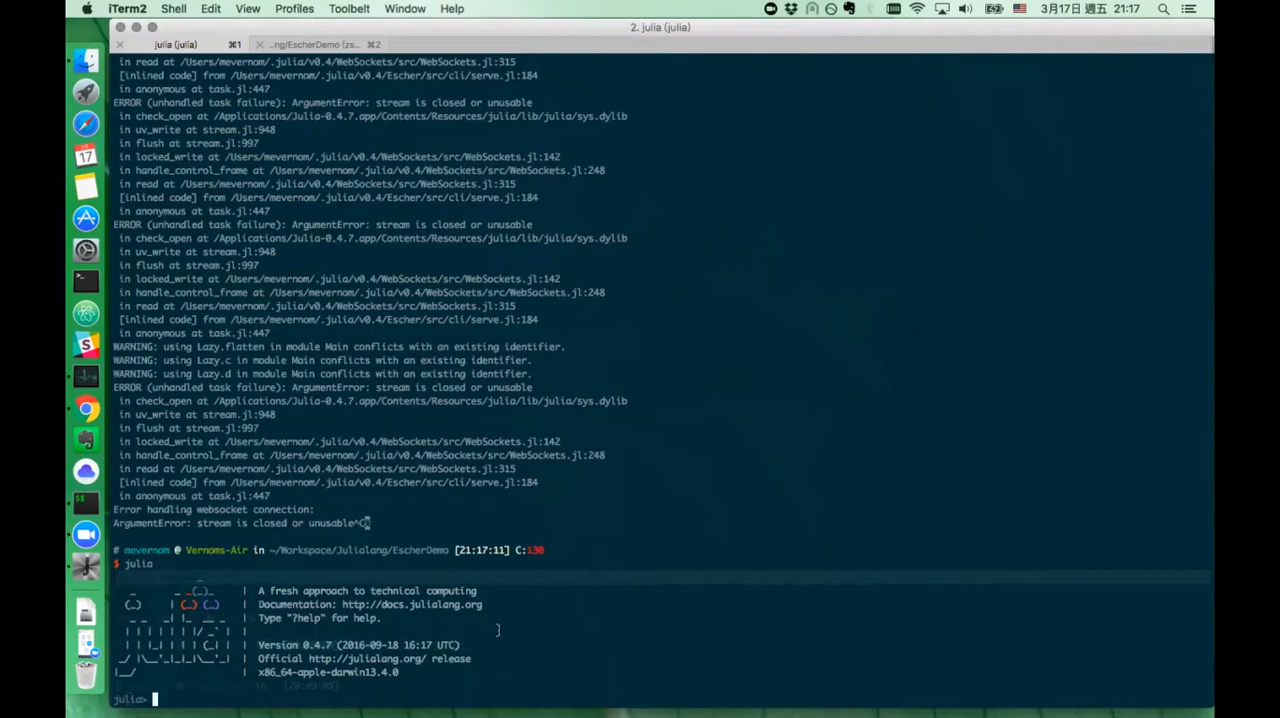 iTerm2 Shell Edit View Profiles Toolbelt Window Help 3月17日 週五 21:17
2. julia (julia)
julia (julia) ⌘1 ...ng/EscherDemo (zs... ⌘2
in read at /Users/mevernom/.julia/v0.4/WebSockets/src/WebSockets.jl:315
[inlined code] from /Users/mevernom/.julia/v0.4/Escher/src/cli/serve.jl:184
in anonymous at task.jl:447
ERROR (unhandled task failure): ArgumentError: stream is closed or unusable
in check_open at /Applications/Julia-0.4.7.app/Contents/Resources/julia/lib/julia/sys.dylib
in uv_write at stream.jl:948
in flush at stream.jl:997
in locked_write at /Users/mevernom/.julia/v0.4/WebSockets/src/WebSockets.jl:142
in handle_control_frame at /Users/mevernom/.julia/v0.4/WebSockets/src/WebSockets.jl:248
in read at /Users/mevernom/.julia/v0.4/WebSockets/src/WebSockets.jl:315
[inlined code] from /Users/mevernom/.julia/v0.4/Escher/src/cli/serve.jl:184
in anonymous at task.jl:447
ERROR (unhandled task failure): ArgumentError: stream is closed or unusable
in check_open at /Applications/Julia-0.4.7.app/Contents/Resources/julia/lib/julia/sys.dylib
in uv_write at stream.jl:948
in flush at stream.jl:997
in locked_write at /Users/mevernom/.julia/v0.4/WebSockets/src/WebSockets.jl:142
in handle_control_frame at /Users/mevernom/.julia/v0.4/WebSockets/src/WebSockets.jl:248
in read at /Users/mevernom/.julia/v0.4/WebSockets/src/WebSockets.jl:315
[inlined code] from /Users/mevernom/.julia/v0.4/Escher/src/cli/serve.jl:184
in anonymous at task.jl:447
WARNING: using Lazy.flatten in module Main conflicts with an existing identifier.
WARNING: using Lazy.c in module Main conflicts with an existing identifier.
WARNING: using Lazy.d in module Main conflicts with an existing identifier.
ERROR (unhandled task failure): ArgumentError: stream is closed or unusable
in check_open at /Applications/Julia-0.4.7.app/Contents/Resources/julia/lib/julia/sys.dylib
in uv_write at stream.jl:948
in flush at stream.jl:997
in locked_write at /Users/mevernom/.julia/v0.4/WebSockets/src/WebSockets.jl:142
in handle_control_frame at /Users/mevernom/.julia/v0.4/WebSockets/src/WebSockets.jl:248
in read at /Users/mevernom/.julia/v0.4/WebSockets/src/WebSockets.jl:315
[inlined code] from /Users/mevernom/.julia/v0.4/Escher/src/cli/serve.jl:184
in anonymous at task.jl:447
Error handling websocket connection:
ArgumentError: stream is closed or unusable^C
# mevernom @ Vernoms-Air in ~/Workspace/Julialang/EscherDemo [21:17:11] C:130
$ julia
A fresh approach to technical computing
Documentation: http://docs.julialang.org
Type "?help" for help.
Version 0.4.7 (2016-09-18 16:17 UTC)
Official http://julialang.org/ release
x86_64-apple-darwin13.4.0
julia>